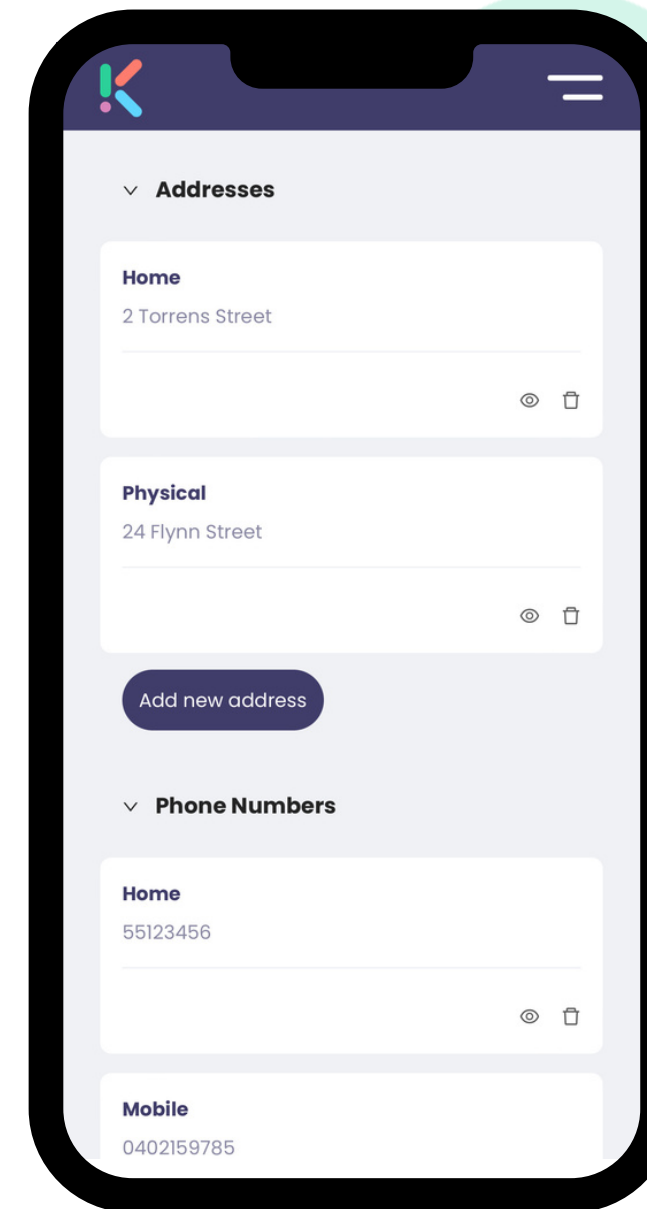 Addresses
Home
2 Torrens Street
Physical
24 Flynn Street
Add new address
Phone Numbers
Home
55123456
Mobile
0402159785